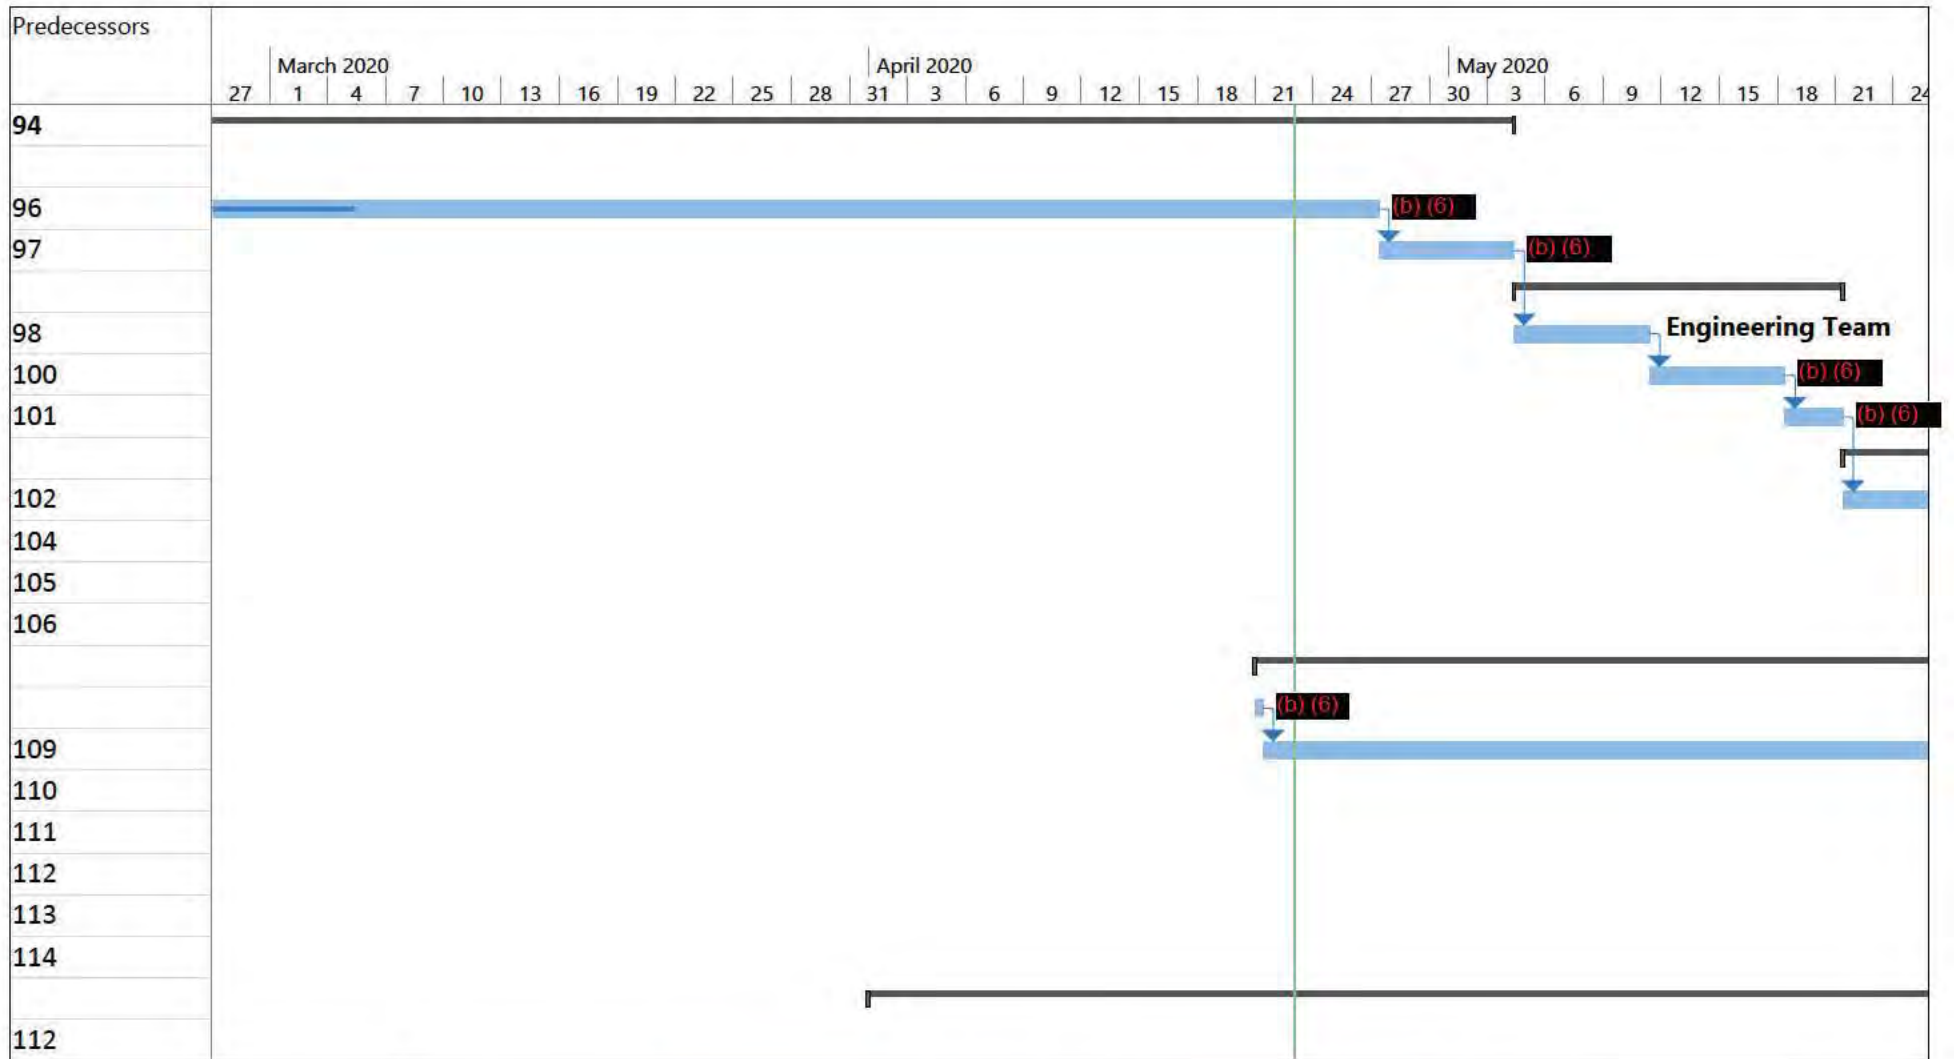 Predecessors
March 2020 April 2020 May 2020
27 1 4 7 10 13 16 19 22 25 28 31 3 6 9 12 15 18 21 24 27 30 3 6 9 12 15 18 21 24
94
96 (b) (6)
97 (b) (6)
98 Engineering Team
100 (b) (6)
101 (b) (6)
102
104
105
106
(b) (6)
109
110
111
112
113
114
112